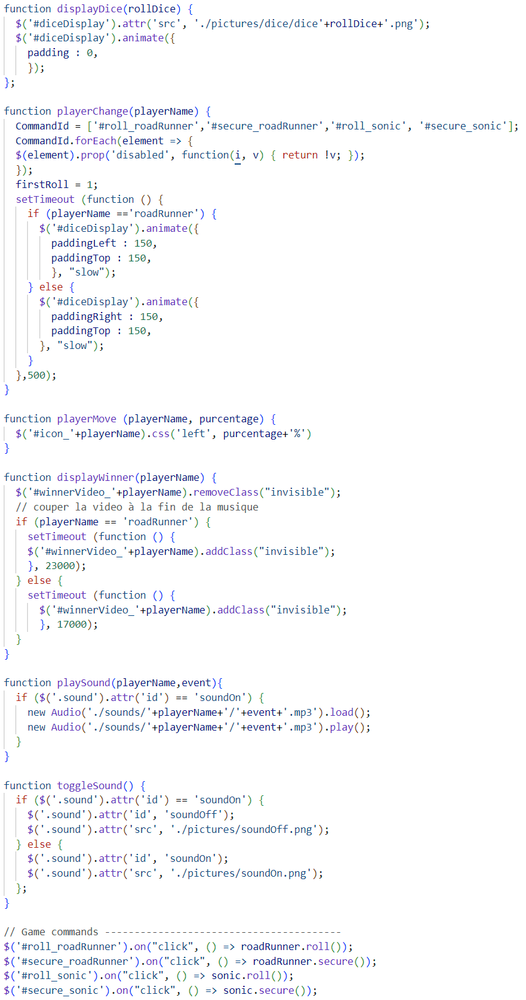 function displayDice(rollDice) {
$('#diceDisplay').attr('src', './pictures/dice/dice'+rollDice+'.png');
$('#diceDisplay').animate({
padding : 0,
});
};
function playerChange(playerName) {
CommandId = ['#roll_roadRunner','#secure_roadRunner','#roll_sonic', '#secure_sonic'];
CommandId.forEach(element => {
$(element).prop('disabled', function(i, v) { return !v; });
});
firstRoll = 1;
setTimeout (function () {
if (playerName =='roadRunner') {
$('#diceDisplay').animate({
paddingLeft : 150,
paddingTop : 150,
}, "slow");
} else {
$('#diceDisplay').animate({
paddingRight : 150,
paddingTop : 150,
}, "slow");
}
},500);
}
function playerMove (playerName, purcentage) {
$('#icon_'+playerName).css('left', purcentage+'%')
}
function displayWinner(playerName) {
$('#winnerVideo_'+playerName).removeClass("invisible");
// couper la video à la fin de la musique
if (playerName == 'roadRunner') {
setTimeout (function () {
$('#winnerVideo_'+playerName).addClass("invisible");
}, 23000);
} else {
setTimeout (function () {
$('#winnerVideo_'+playerName).addClass("invisible");
}, 17000);
}
}
function playSound(playerName,event){
if ($('.sound').attr('id') == 'soundOn') {
new Audio('./sounds/'+playerName+'/'+event+'.mp3').load();
new Audio('./sounds/'+playerName+'/'+event+'.mp3').play();
}
}
function toggleSound() {
if ($('.sound').attr('id') == 'soundOn') {
$('.sound').attr('id', 'soundOff');
$('.sound').attr('src', './pictures/soundOff.png');
} else {
$('.sound').attr('id', 'soundOn');
$('.sound').attr('src', './pictures/soundOn.png');
};
}
// Game commands ----------------------------------------
$('#roll_roadRunner').on("click", () => roadRunner.roll());
$('#secure_roadRunner').on("click", () => roadRunner.secure());
$('#roll_sonic').on("click", () => sonic.roll());
$('#secure_sonic').on("click", () => sonic.secure());